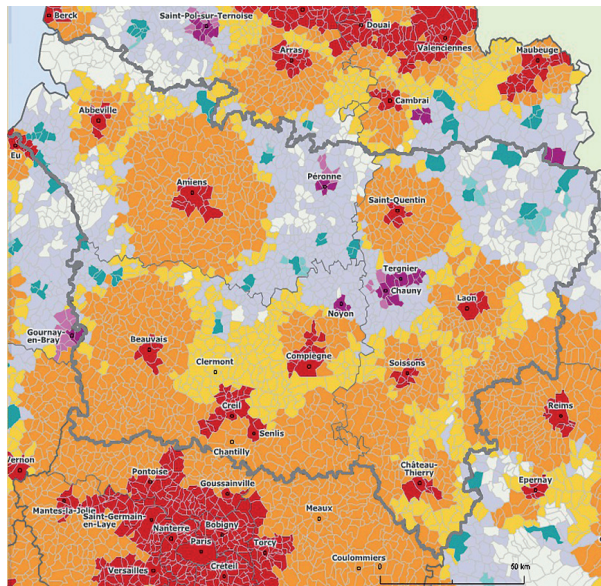 Berck
Saint-Pol-sur-Ternoise
Douai
Valenciennes
Maubeuge
Arras
Cambrai
Abbeville
Eu
Amiens
Péronne
Saint-Quentin
Tergnier
Chauny
Laon
Noyon
Gournay-
en-Bray
Beauvais
Clermont
Compiègne
Soissons
Creil
Senlis
Chantilly
Reims
Vernon
Pontoise
Goussainville
Château-
Thierry
Epernay
Mantes-la-Jolie
Saint-Germain-
en-Laye
Meaux
Nanterre
Bobigny
Paris
Torcy
Versailles
Créteil
Coulommiers
0
50 km